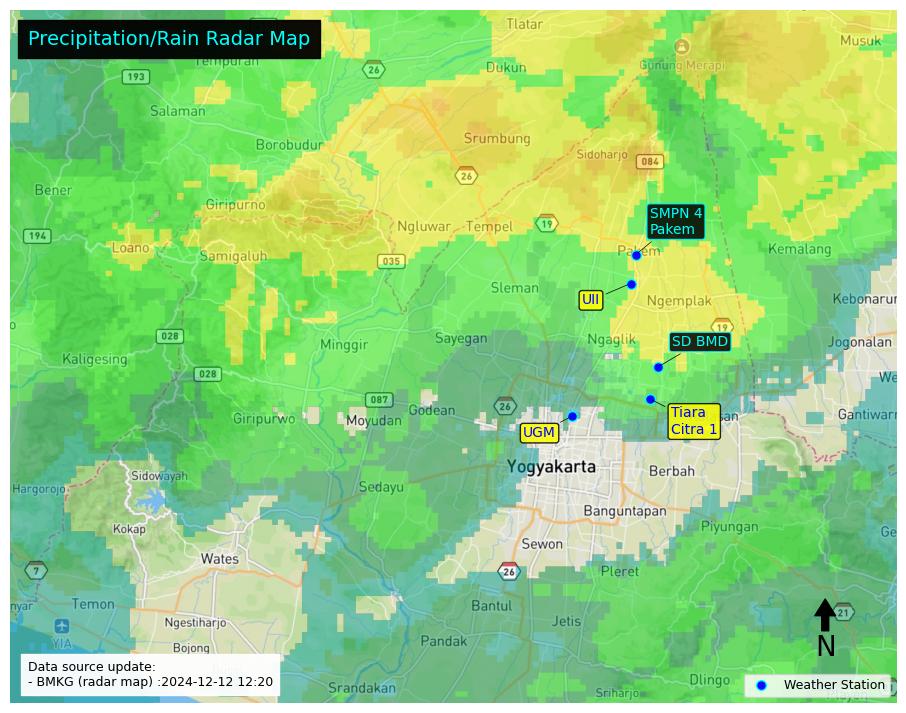 Precipitation/Rain Radar Map
Tlatar
Musuk
Gunung Merapi
Tempuran
26
Dukun
193
Salaman
Borobudur
Srumbung
Sidoharjo
084
26
Bener
Giripurno
SMPN 4
Pakem
194
Loano
Samigaluh
Ngluwar
Tempel
19
Pakem
Kemalang
035
Sleman
UII
Ngemplak
Kebonarum
19
028
Minggir
Sayegan
Ngaglik
SD BMD
Jogonalan
Kaligesing
028
087
Godean
26
Giripurwo
Moyudan
Tiara
Citra 1
Gantiwarno
UGM
Yogyakarta
Berbah
Sidowayah
Hargorojo
Sedayu
Kokap
Banguntapan
Piyungan
Wates
Sewon
7
26
Pleret
Temon
Bantul
21
YIA
Ngestiharjo
Jetis
Bojong
Pandak
N
Data source update:
- BMKG (radar map) :2024-12-12 12:20
Dlingo
Srandakan
Sriharjo
Weather Station